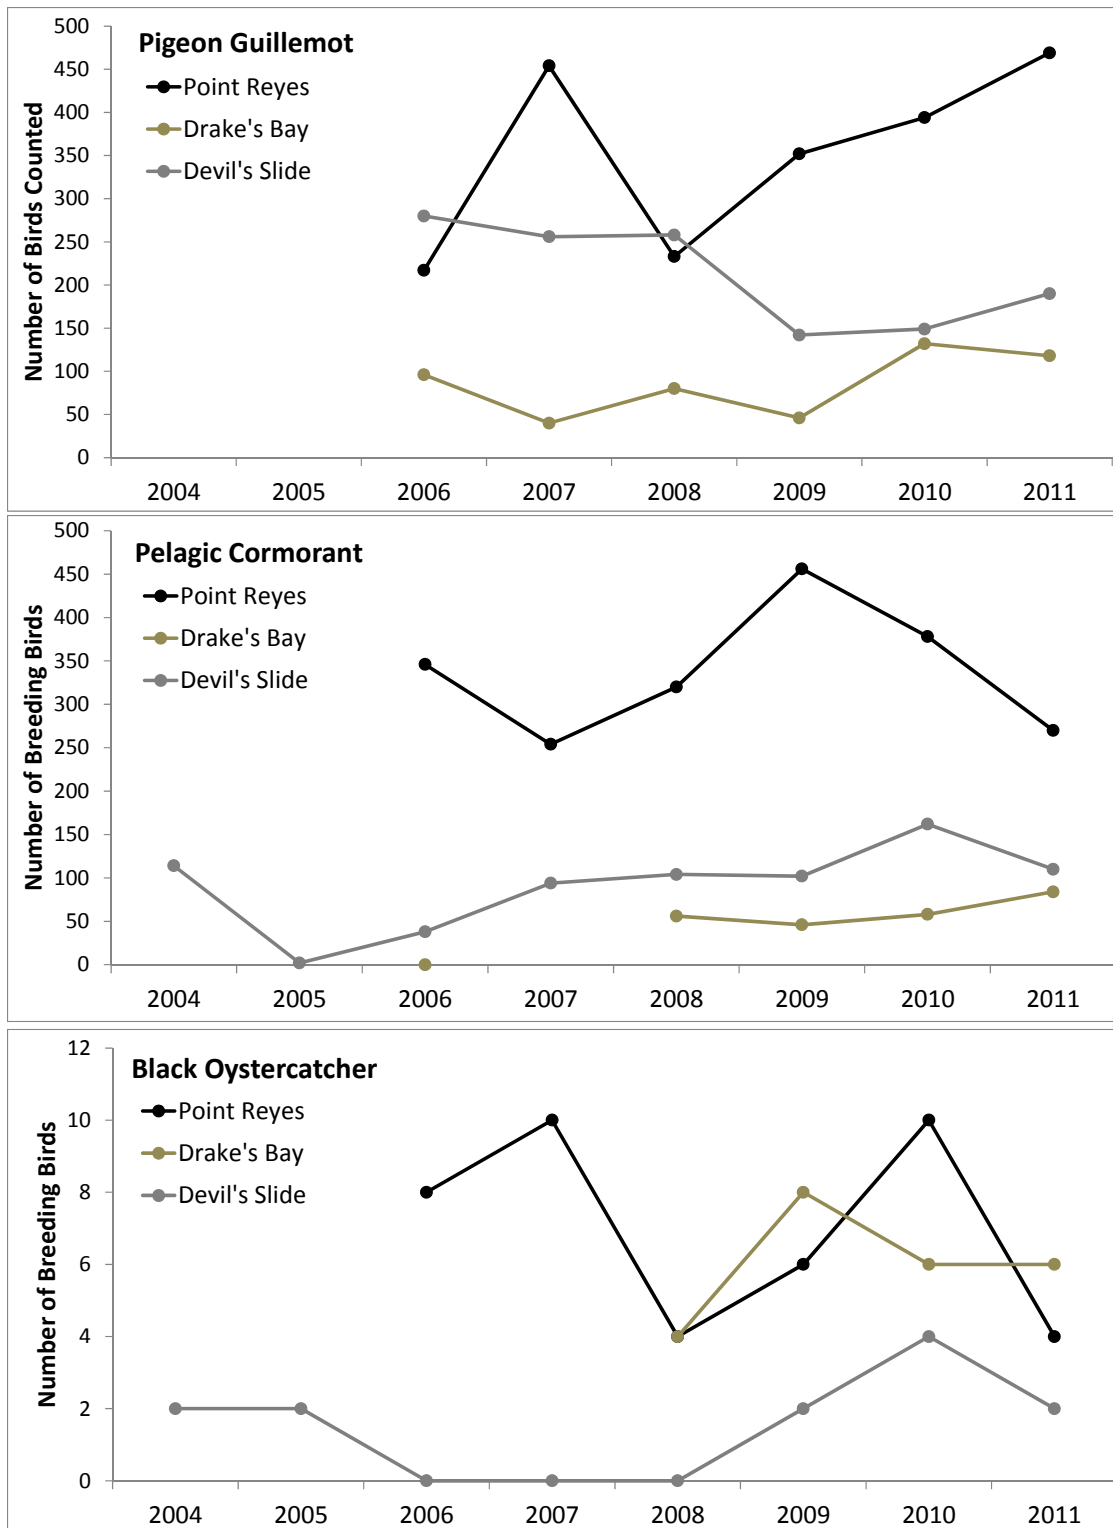 Pigeon Guillemot
Point Reyes
Drake's Bay
Devil's Slide
Number of Birds Counted
500
450
400
350
300
250
200
150
100
50
0
2004 2005 2006 2007 2008 2009 2010 2011
Pelagic Cormorant
Point Reyes
Drake's Bay
Devil's Slide
Number of Breeding Birds
500
450
400
350
300
250
200
150
100
50
0
2004 2005 2006 2007 2008 2009 2010 2011
Black Oystercatcher
Point Reyes
Drake's Bay
Devil's Slide
Number of Breeding Birds
12
10
8
6
4
2
0
2004 2005 2006 2007 2008 2009 2010 2011